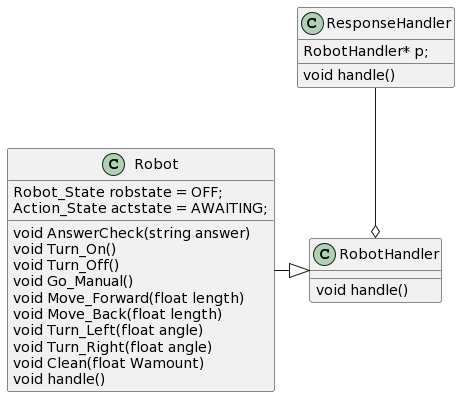 C ResponseHandler
RobotHandler* p;
void handle()
C Robot
Robot_State robstate = OFF;
Action_State actstate = AWAITING;
void AnswerCheck(string answer)
void Turn_On()
void Turn_Off()
void Go_Manual()
void Move_Forward(float length)
void Move_Back(float length)
void Turn_Left(float angle)
void Turn_Right(float angle)
void Clean(float Wamount)
void handle()
C RobotHandler
void handle()